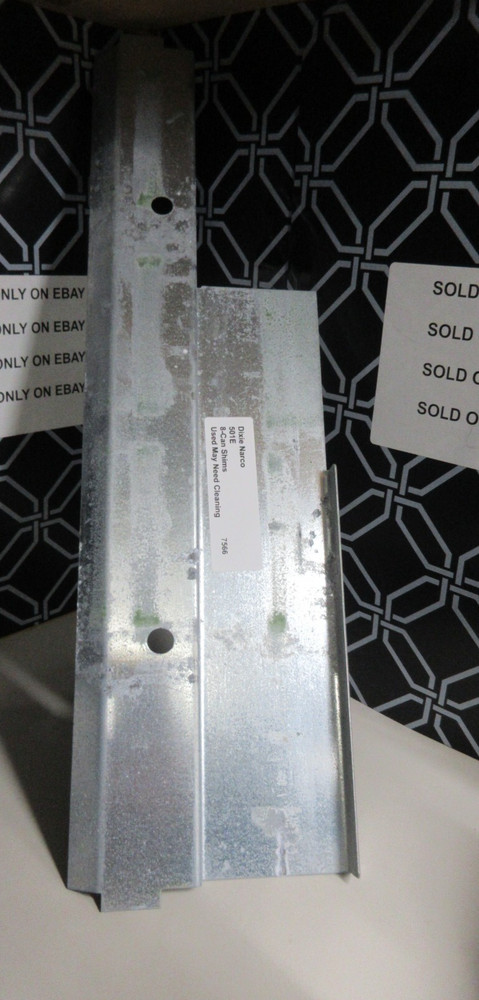 ONLY ON EBAY
ONLY ON EBAY
ONLY ON EBAY
ONLY ON EBAY
SOLD
SOLD
SOLD O
SOLD O
Dixie Narco
501E
8-Can Shims
Used May Need Cleaning
7566